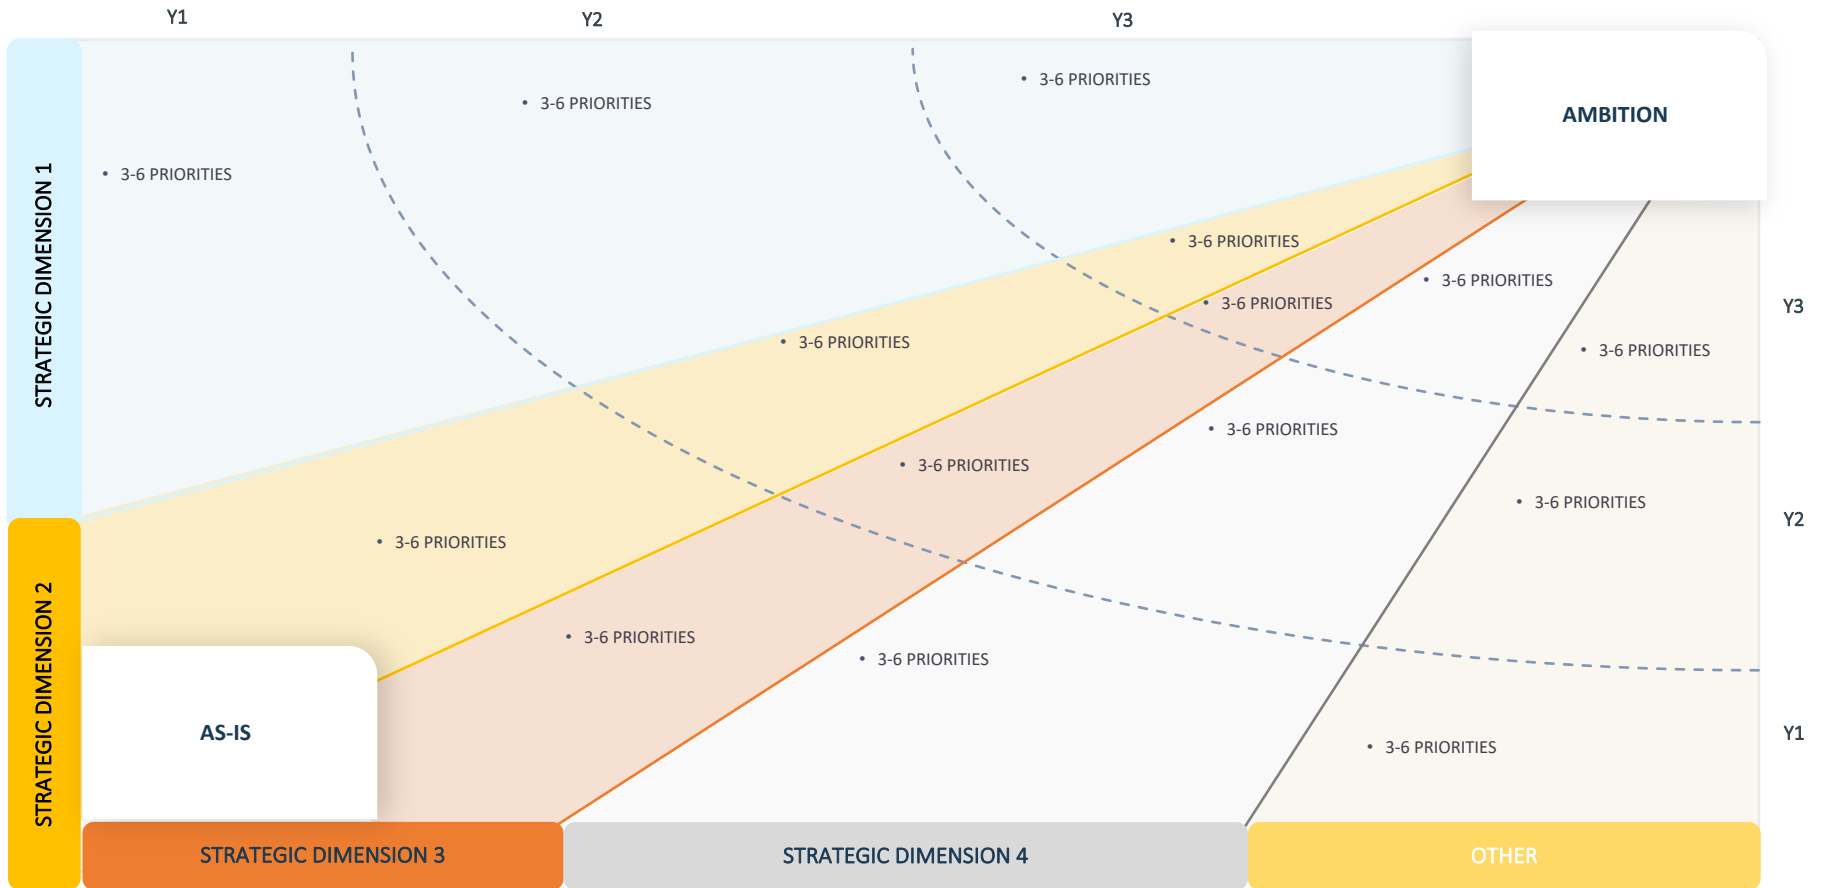 Y1
Y2
Y3
AMBITION
• 3-6 PRIORITIES
• 3-6 PRIORITIES
• 3-6 PRIORITIES
STRATEGIC DIMENSION 1
• 3-6 PRIORITIES
• 3-6 PRIORITIES
• 3-6 PRIORITIES
Y3
• 3-6 PRIORITIES
• 3-6 PRIORITIES
• 3-6 PRIORITIES
• 3-6 PRIORITIES
• 3-6 PRIORITIES
Y2
• 3-6 PRIORITIES
STRATEGIC DIMENSION 2
• 3-6 PRIORITIES
• 3-6 PRIORITIES
AS-IS
Y1
• 3-6 PRIORITIES
STRATEGIC DIMENSION 3
STRATEGIC DIMENSION 4
OTHER